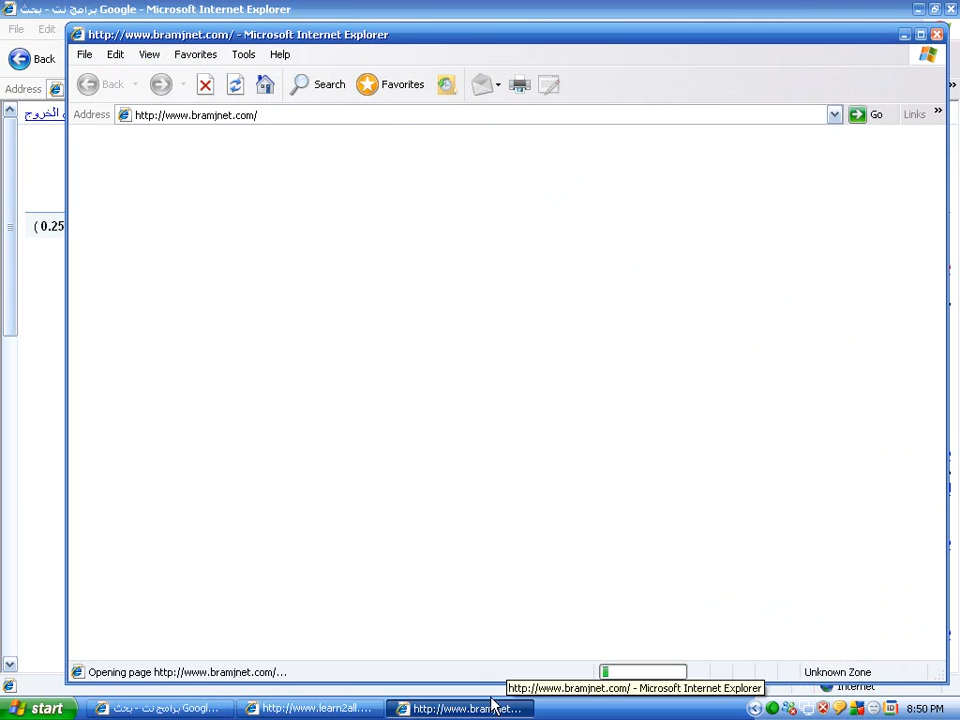 برامج نت - بحث Google - Microsoft Internet Explorer
File Edit
Back
Address
الخروج
( 0.25
http://www.bramjnet.com/ - Microsoft Internet Explorer
File Edit View Favorites Tools Help
Back Search Favorites
Address http://www.bramjnet.com/ Go Links »
Opening page http://www.bramjnet.com/... Unknown Zone
Internet
http://www.bramjnet.com/ - Microsoft Internet Explorer
start برامج نت - بحث Googl... http://www.learn2all.... http://www.bramjnet... 8:50 PM